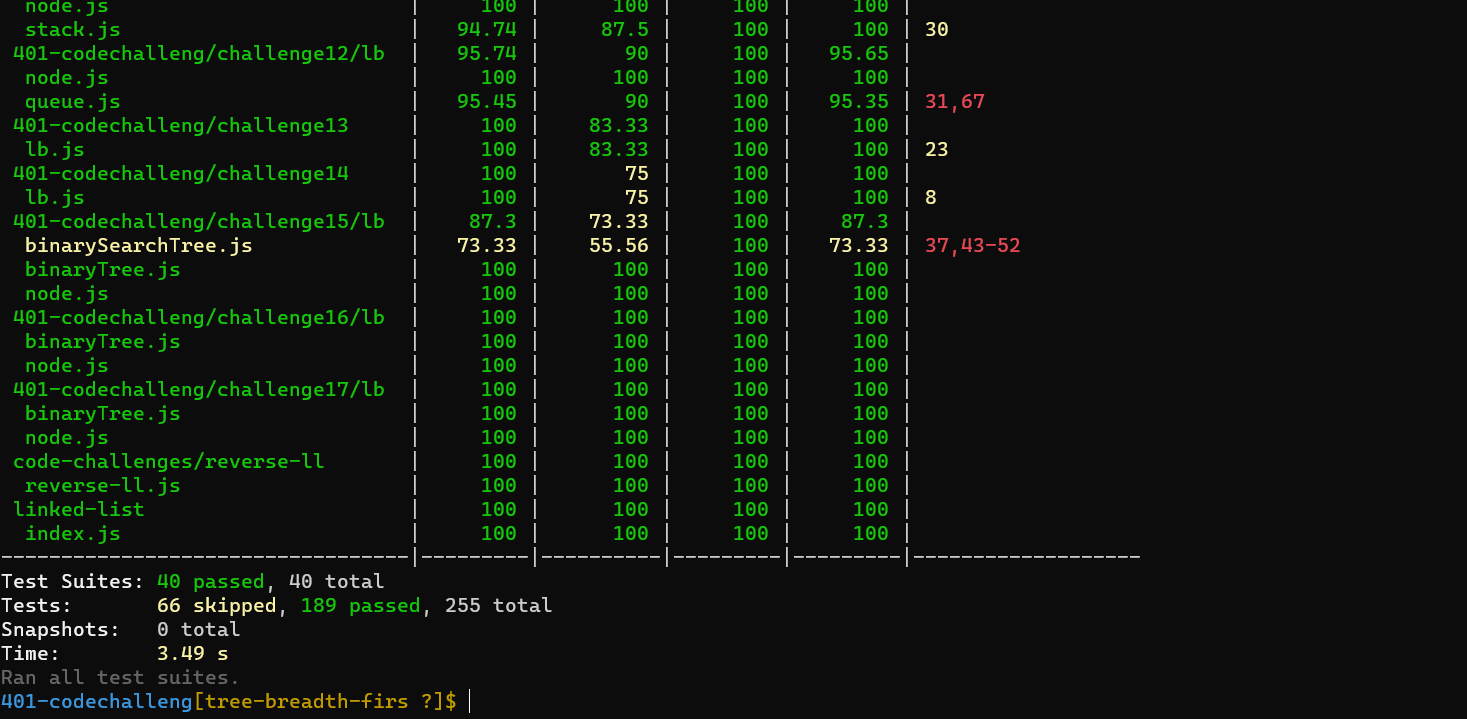 node.js | 100 | 100 | 100 | 100 |
stack.js | 94.74 | 87.5 | 100 | 100 | 30
401-codechalleng/challenge12/lb | 95.74 | 90 | 100 | 95.65 |
node.js | 100 | 100 | 100 | 100 |
queue.js | 95.45 | 90 | 100 | 95.35 | 31,67
401-codechalleng/challenge13 | 100 | 83.33 | 100 | 100 |
lb.js | 100 | 83.33 | 100 | 100 | 23
401-codechalleng/challenge14 | 100 | 75 | 100 | 100 |
lb.js | 100 | 75 | 100 | 100 | 8
401-codechalleng/challenge15/lb | 87.3 | 73.33 | 100 | 87.3 |
binarySearchTree.js | 73.33 | 55.56 | 100 | 73.33 | 37,43-52
binaryTree.js | 100 | 100 | 100 | 100 |
node.js | 100 | 100 | 100 | 100 |
401-codechalleng/challenge16/lb | 100 | 100 | 100 | 100 |
binaryTree.js | 100 | 100 | 100 | 100 |
node.js | 100 | 100 | 100 | 100 |
401-codechalleng/challenge17/lb | 100 | 100 | 100 | 100 |
binaryTree.js | 100 | 100 | 100 | 100 |
node.js | 100 | 100 | 100 | 100 |
code-challenges/reverse-ll | 100 | 100 | 100 | 100 |
reverse-ll.js | 100 | 100 | 100 | 100 |
linked-list | 100 | 100 | 100 | 100 |
index.js | 100 | 100 | 100 | 100 |
----------------------------------|---------|----------|---------|---------|-------------------
Test Suites: 40 passed, 40 total
Tests: 66 skipped, 189 passed, 255 total
Snapshots: 0 total
Time: 3.49 s
Ran all test suites.
401-codechalleng[tree-breadth-firs ?]$